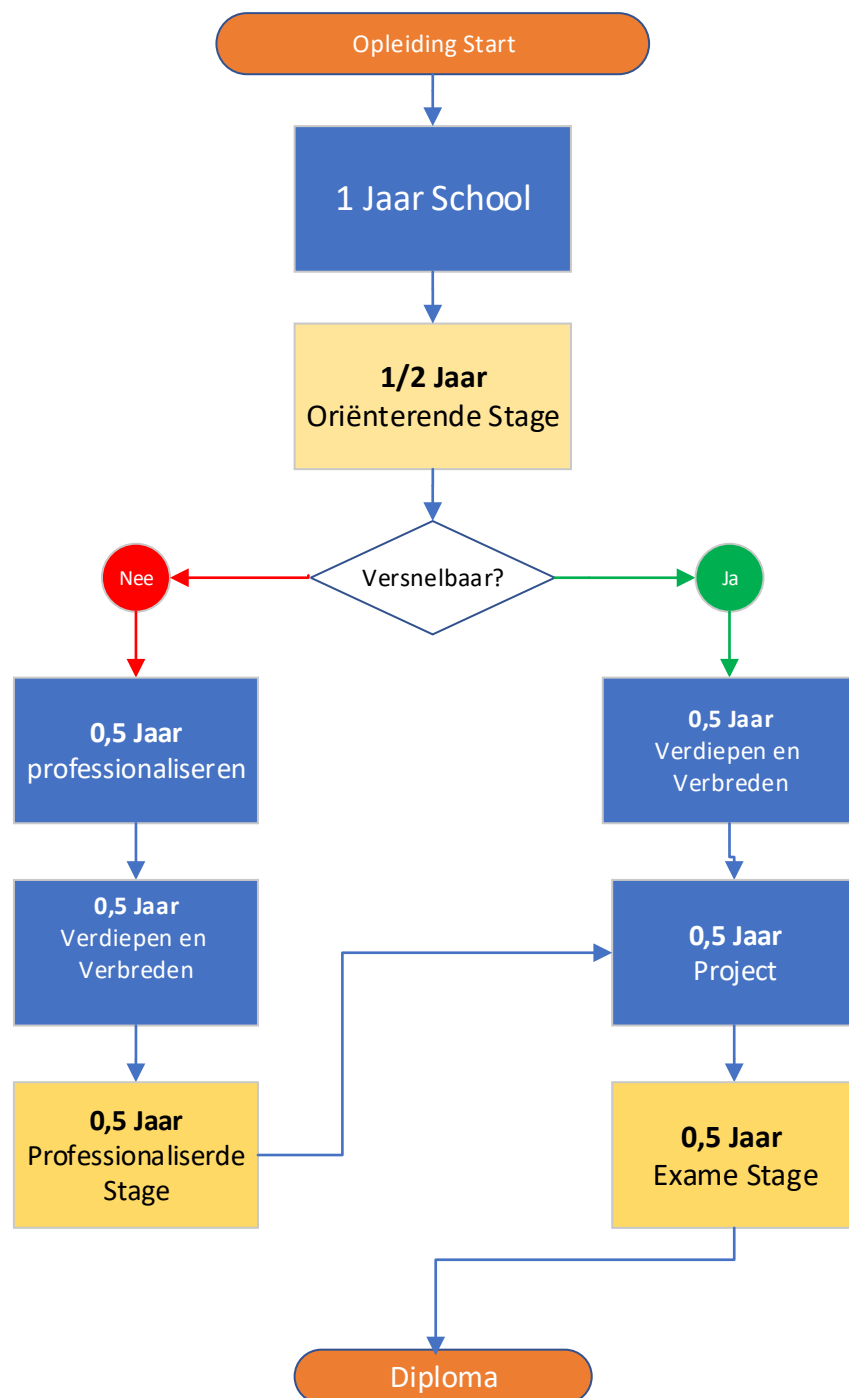 Opleiding Start
1 Jaar School
1/2 Jaar
Oriënterende Stage
Versnelbaar?
Nee
Ja
0,5 Jaar
professionaliseren
0,5 Jaar
Verdiepen en
Verbreden
0,5 Jaar
Verdiepen en
Verbreden
0,5 Jaar
Project
0,5 Jaar
Professionaliserde
Stage
0,5 Jaar
Exame Stage
Diploma